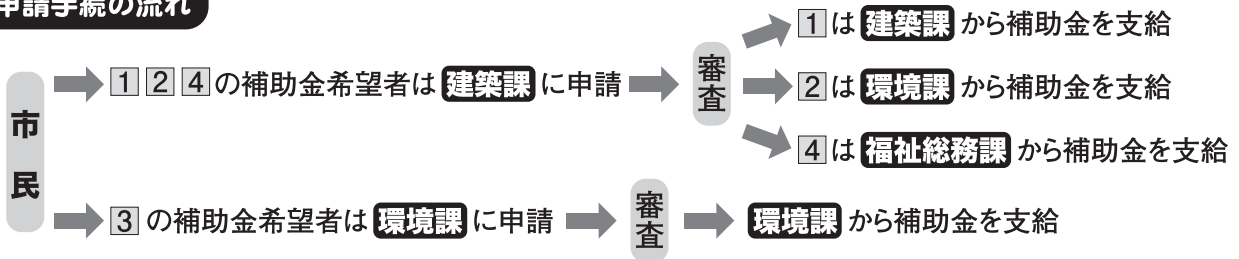 申請手続の流れ
市民
1 2 4 の補助金希望者は 建築課 に申請
審査
1 は 建築課 から補助金を支給
2 は 環境課 から補助金を支給
4 は 福祉総務課 から補助金を支給
3 の補助金希望者は 環境課 に申請
審査
環境課 から補助金を支給